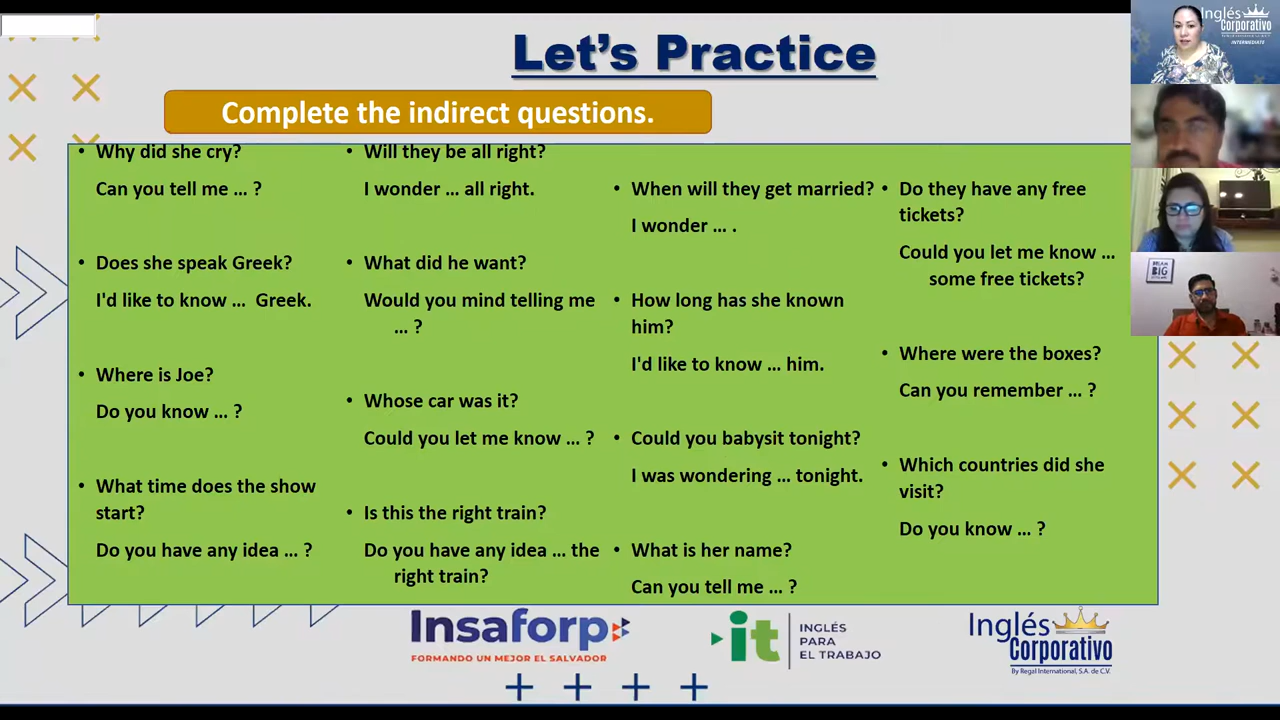 Let's Practice
Complete the indirect questions.
• Why did she cry?
Can you tell me ... ?
• Does she speak Greek?
I'd like to know ... Greek.
• Where is Joe?
Do you know ... ?
• What time does the show
start?
Do you have any idea ... ?
• Will they be all right?
I wonder ... all right.
• What did he want?
Would you mind telling me
... ?
• Whose car was it?
Could you let me know ... ?
• Is this the right train?
Do you have any idea ... the
right train?
• When will they get married?
I wonder ... .
• How long has she known
him?
I'd like to know ... him.
• Could you babysit tonight?
I was wondering ... tonight.
• What is her name?
Can you tell me ... ?
• Do they have any free
tickets?
Could you let me know ...
some free tickets?
• Where were the boxes?
Can you remember ... ?
• Which countries did she
visit?
Do you know ... ?
Inglés
Corporativo
INTERMEDIATE
DREAM
BIG
Insaforp
FORMANDO UN MEJOR EL SALVADOR
it
INGLÉS
PARA
EL TRABAJO
Inglés
Corporativo
By Regal International, S.A. de C.V.